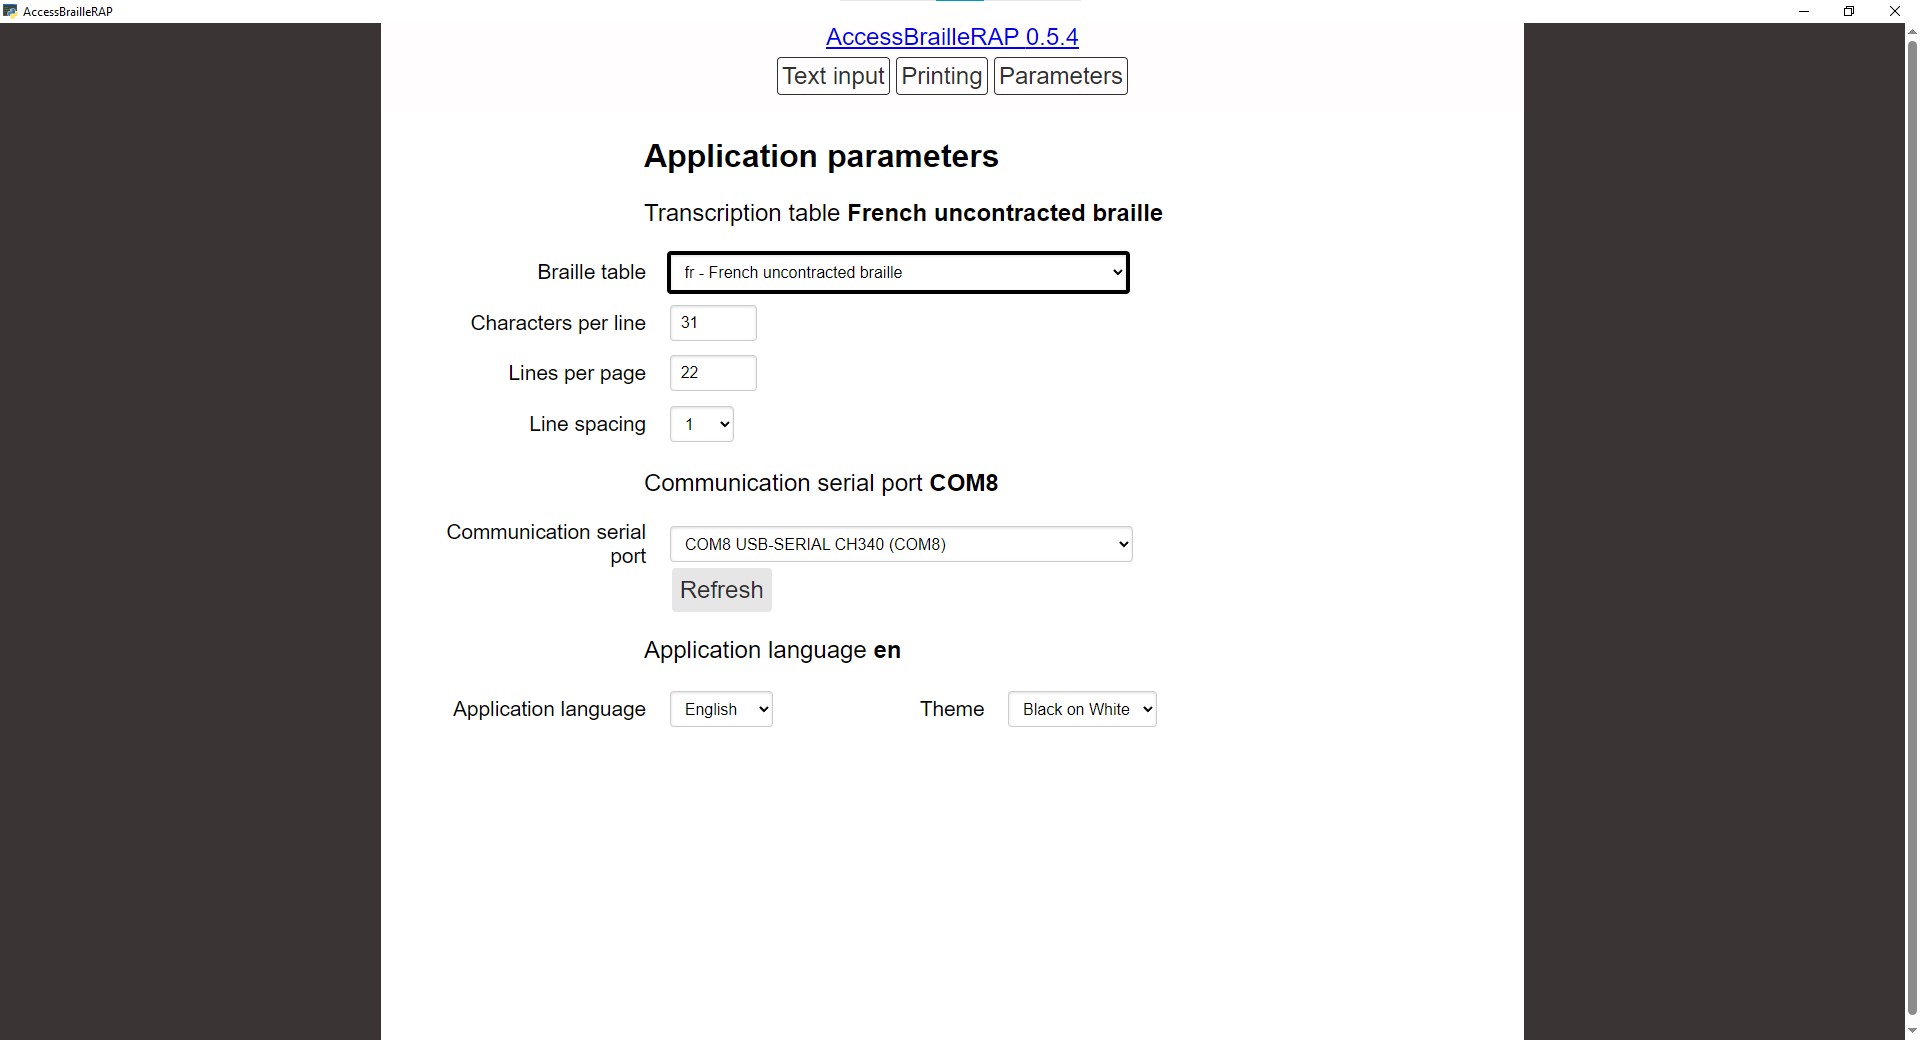 AccessBrailleRAP
AccessBrailleRAP 0.5.4
Text input Printing Parameters
Application parameters
Transcription table French uncontracted braille
Braille table fr - French uncontracted braille
Characters per line 31
Lines per page 22
Line spacing 1
Communication serial port COM8
Communication serial port COM8 USB-SERIAL CH340 (COM8)
Refresh
Application language en
Application language English Theme Black on White